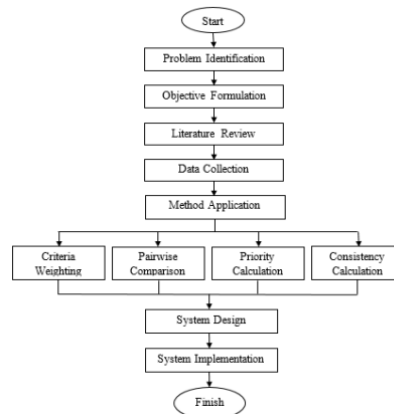 Start
Problem Identification
Objective Formulation
Literature Review
Data Collection
Method Application
Criteria
Weighting
Pairwise
Comparison
Priority
Calculation
Consistency
Calculation
System Design
System Implementation
Finish